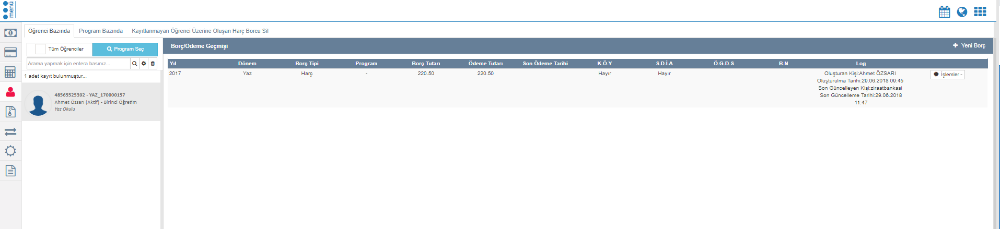 menü
Öğrenci Bazında Program Bazında Kayıtlanmayan Öğrenci Üzerine Oluşan Harç Borcu Sil
Tüm Öğrenciler Program Seç
Arama yapmak için entera basınız...
1 adet kayıt bulunmuştur...
48565525392 - YAZ_170000157
Ahmet Özsarı (Aktif) - Birinci Öğretim
Yaz Okulu
Borç/Ödeme Geçmişi Yeni Borç
Yıl Dönem Borç Tipi Program Borç Tutarı Ödeme Tutarı Son Ödeme Tarihi K.Ö.Y S.D.İ.A Ö.G.D.S B.N Log
2017 Yaz Harç - 220.50 220.50 Hayır Hayır Oluşturan Kişi:Ahmet ÖZSARI İşlemler -
Oluşturulma Tarihi:29.06.2018 09:45
Son Güncelleyen Kişi:ziraatbankasi
Son Güncelleme Tarihi:29.06.2018
11:47